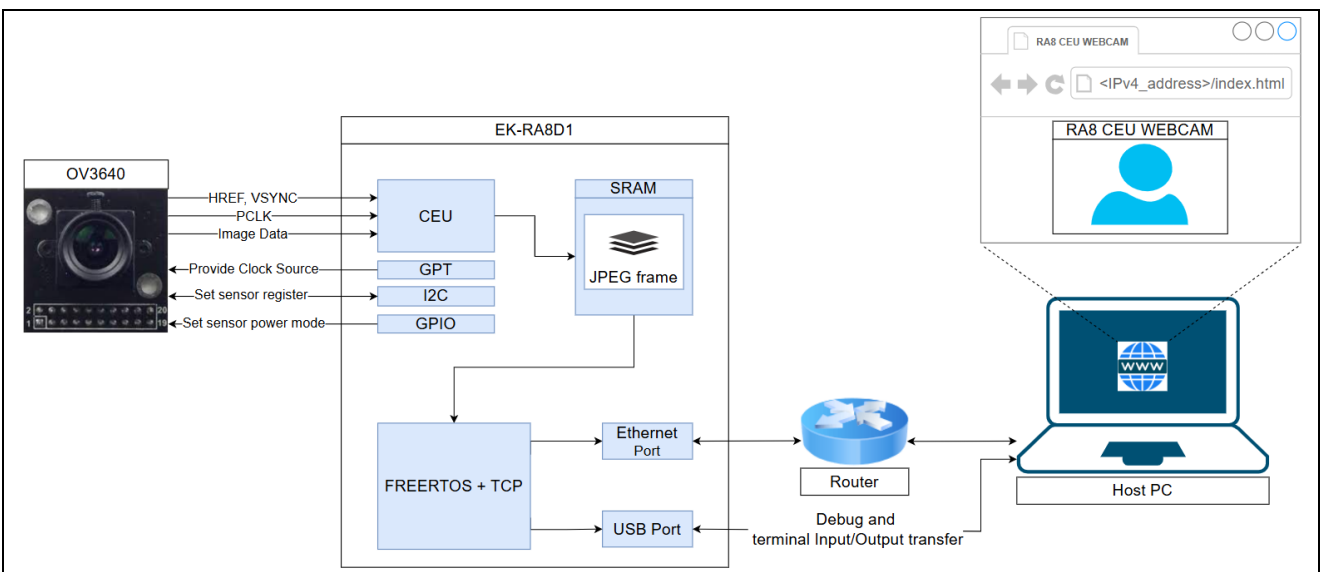 RA8 CEU WEBCAM
<IPv4_address>/index.html
RA8 CEU WEBCAM
EK-RA8D1
OV3640
HREF, VSYNC
PCLK
Image Data
Provide Clock Source
Set sensor register
Set sensor power mode
2
20
1
19
CEU
GPT
I2C
GPIO
SRAM
JPEG frame
WWW
FREERTOS + TCP
Ethernet
Port
USB Port
Router
Debug and
terminal Input/Output transfer
Host PC